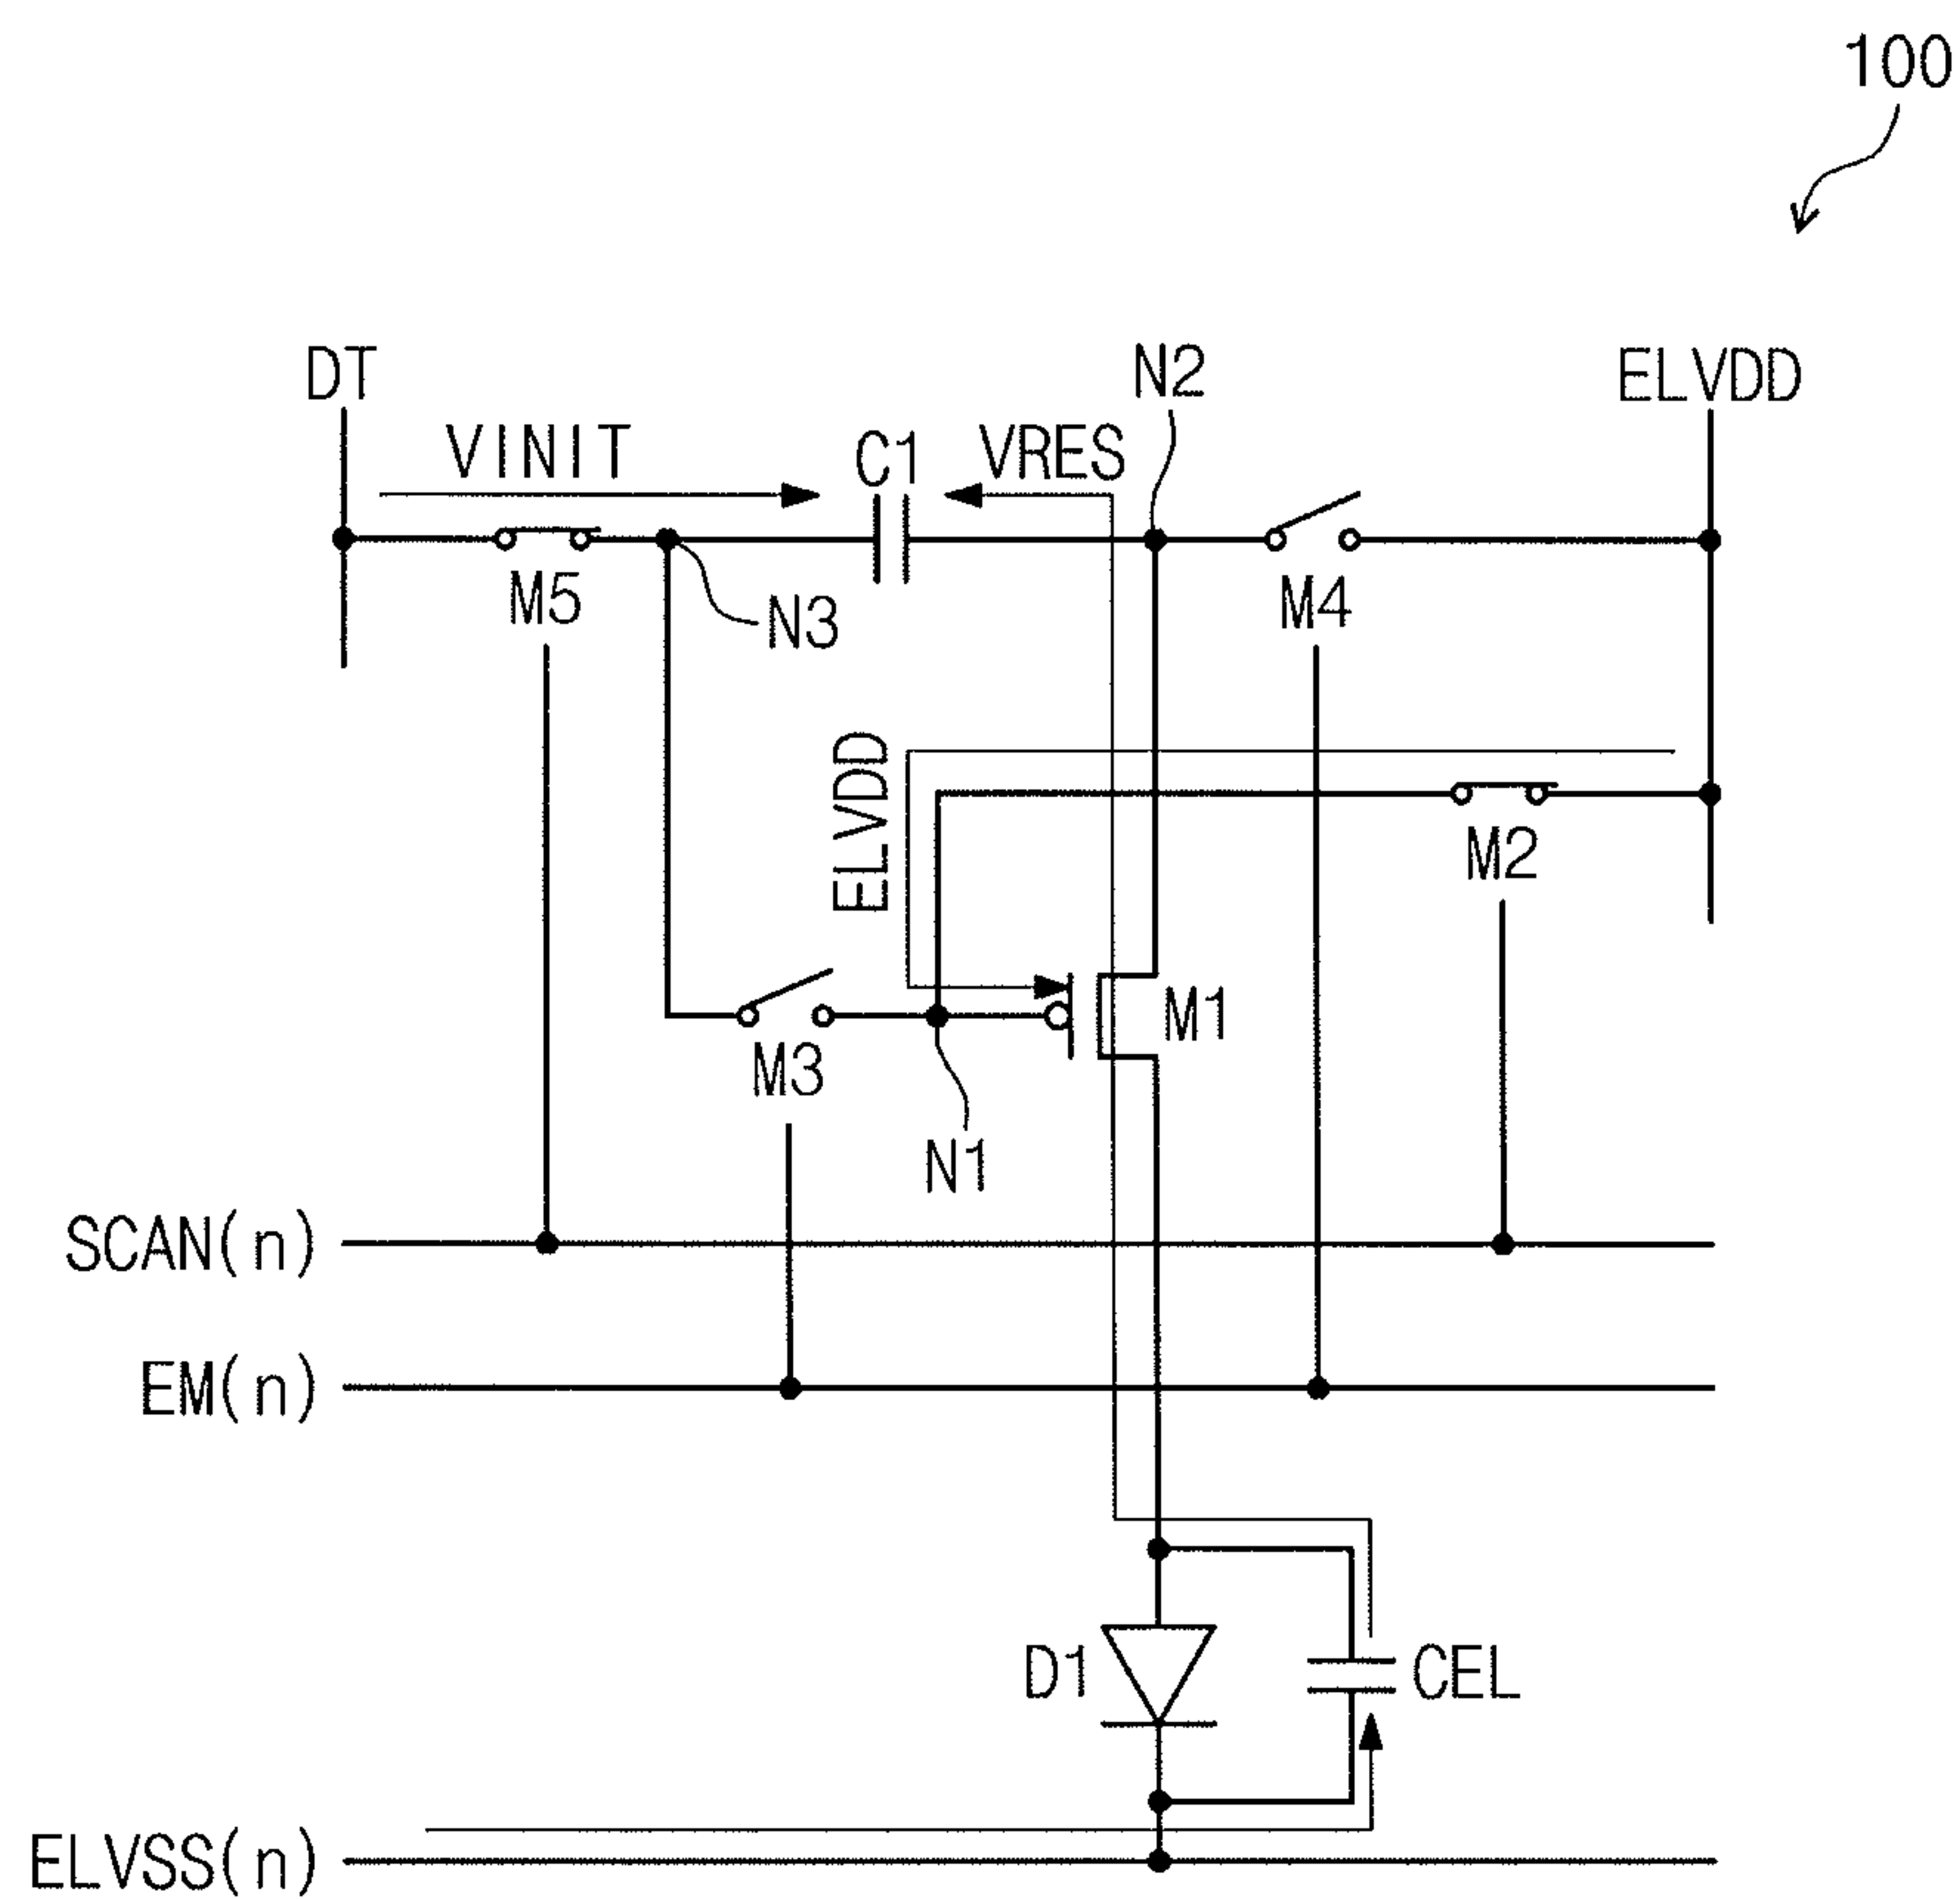 100
DT
N2
ELVDD
VINIT
C1
VRES
M5
N3
M4
ELVDD
M2
M1
M3
N1
SCAN(n)
EM(n)
D1
CEL
ELVSS(n)